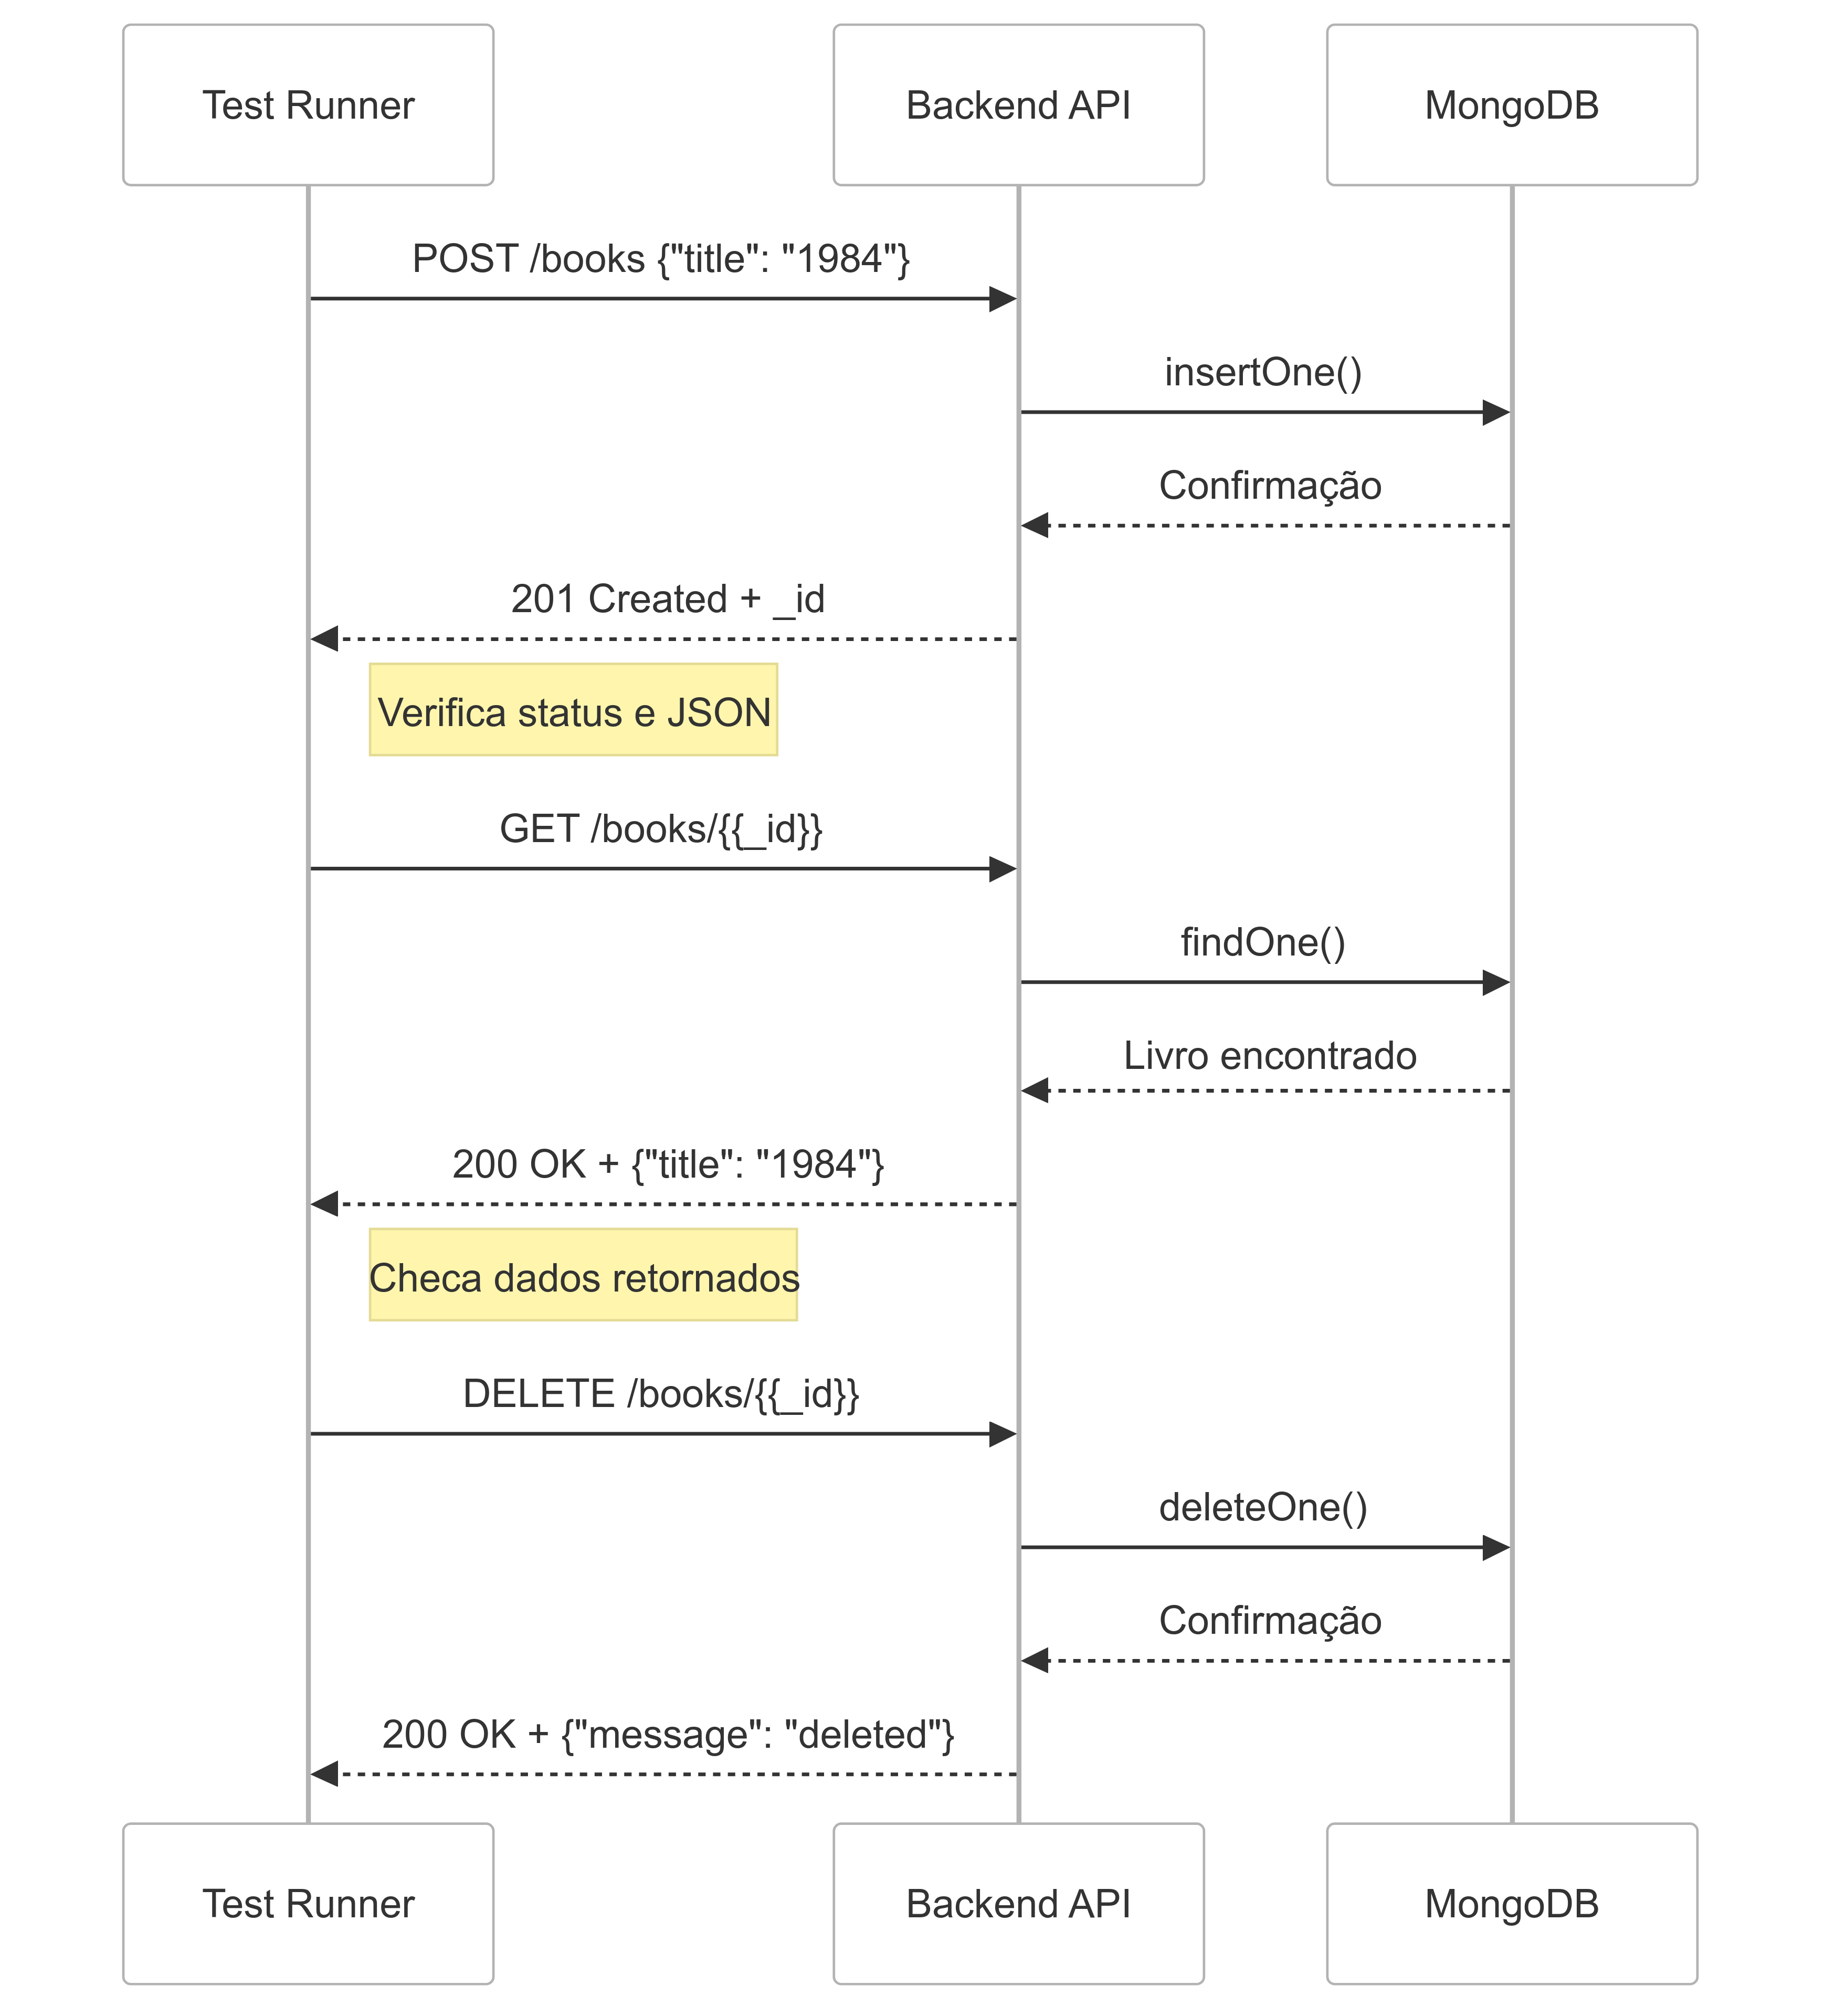 Test Runner
Backend API
MongoDB
POST /books {"title": "1984"}
insertOne()
Confirmação
201 Created + _id
Verifica status e JSON
GET /books/{{_id}}
findOne()
Livro encontrado
200 OK + {"title": "1984"}
Checa dados retornados
DELETE /books/{{_id}}
deleteOne()
Confirmação
200 OK + {"message": "deleted"}
Test Runner
Backend API
MongoDB